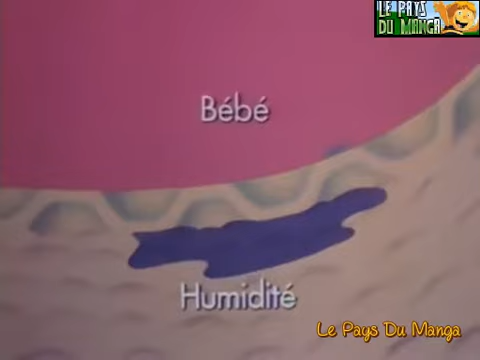 LE PAYS
DU MANGA
Bébé
Humidité
Le Pays Du Manga